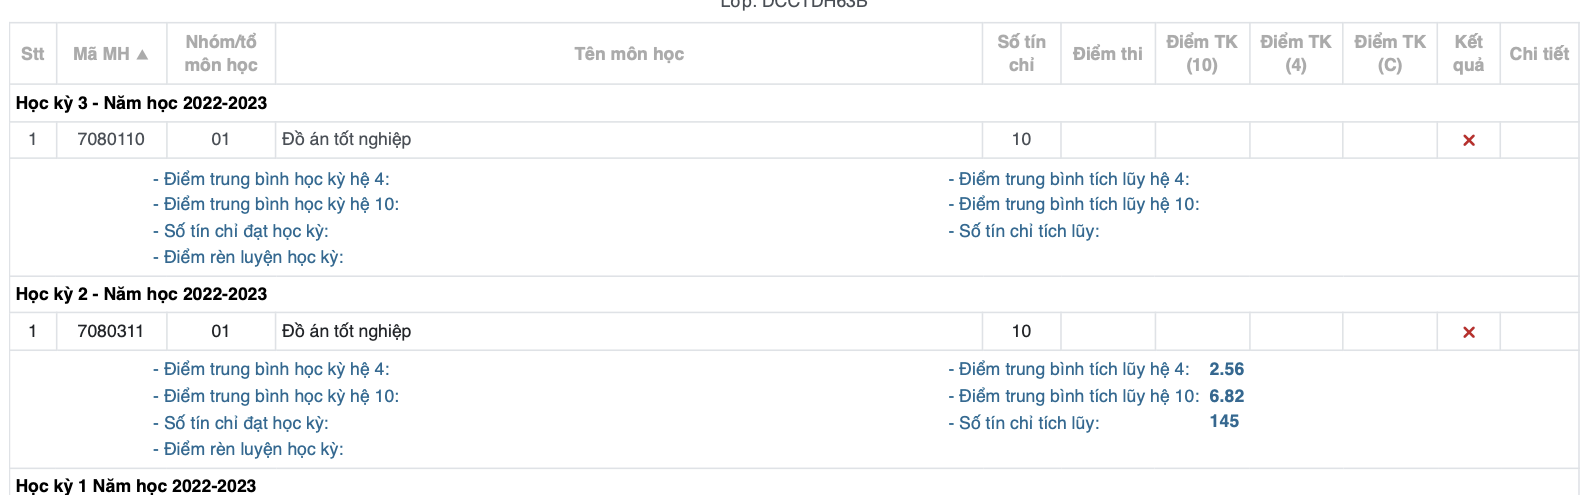 Lớp: DCCTDH63B
Stt Mã MH ▲ Nhóm/tổ môn học Tên môn học Số tín chỉ Điểm thi Điểm TK (10) Điểm TK (4) Điểm TK (C) Kết quả Chi tiết
Học kỳ 3 - Năm học 2022-2023
1 7080110 01 Đồ án tốt nghiệp 10 ×
- Điểm trung bình học kỳ hệ 4: - Điểm trung bình tích lũy hệ 4:
- Điểm trung bình học kỳ hệ 10: - Điểm trung bình tích lũy hệ 10:
- Số tín chỉ đạt học kỳ: - Số tín chỉ tích lũy:
- Điểm rèn luyện học kỳ:
Học kỳ 2 - Năm học 2022-2023
1 7080311 01 Đồ án tốt nghiệp 10 ×
- Điểm trung bình học kỳ hệ 4: - Điểm trung bình tích lũy hệ 4: 2.56
- Điểm trung bình học kỳ hệ 10: - Điểm trung bình tích lũy hệ 10: 6.82
- Số tín chỉ đạt học kỳ: - Số tín chỉ tích lũy: 145
- Điểm rèn luyện học kỳ:
Học kỳ 1 Năm học 2022-2023